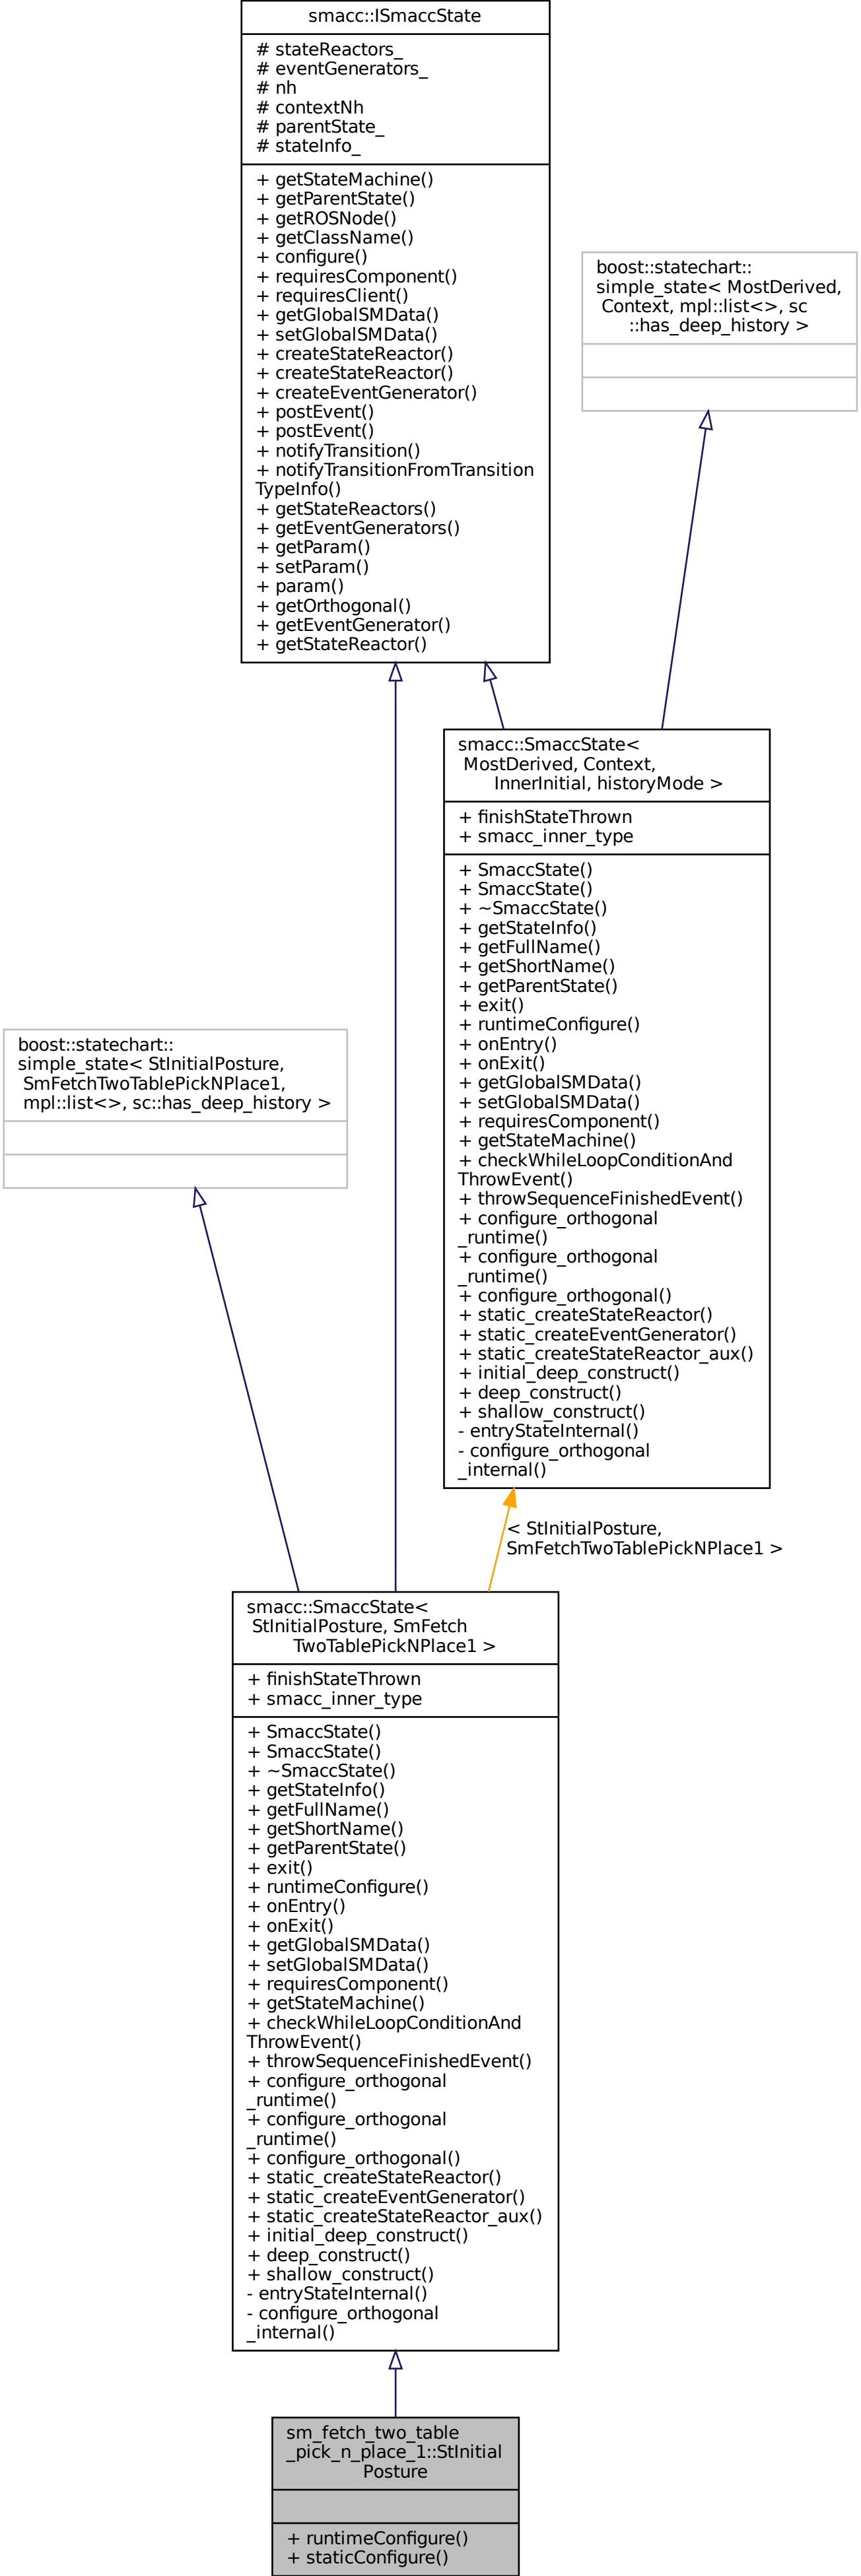 smacc::ISmaccState
# stateReactors_
# eventGenerators_
# nh
# contextNh
# parentState_
# stateInfo_
+ getStateMachine()
+ getParentState()
+ getROSNode()
+ getClassName()
+ configure()
+ requiresComponent()
+ requiresClient()
+ getGlobalSMData()
+ setGlobalSMData()
+ createStateReactor()
+ createStateReactor()
+ createEventGenerator()
+ postEvent()
+ postEvent()
+ notifyTransition()
+ notifyTransitionFromTransition
TypeInfo()
+ getStateReactors()
+ getEventGenerators()
+ getParam()
+ setParam()
+ param()
+ getOrthogonal()
+ getEventGenerator()
+ getStateReactor()
boost::statechart::
simple_state< MostDerived,
Context, mpl::list<>, sc
::has_deep_history >
smacc::SmaccState<
MostDerived, Context,
InnerInitial, historyMode >
+ finishStateThrown
+ smacc_inner_type
+ SmaccState()
+ SmaccState()
+ ~SmaccState()
+ getStateInfo()
+ getFullName()
+ getShortName()
+ getParentState()
+ exit()
+ runtimeConfigure()
+ onEntry()
+ onExit()
+ getGlobalSMData()
+ setGlobalSMData()
+ requiresComponent()
+ getStateMachine()
+ checkWhileLoopConditionAnd
ThrowEvent()
+ throwSequenceFinishedEvent()
+ configure_orthogonal
_runtime()
+ configure_orthogonal
_runtime()
+ configure_orthogonal()
+ static_createStateReactor()
+ static_createEventGenerator()
+ static_createStateReactor_aux()
+ initial_deep_construct()
+ deep_construct()
+ shallow_construct()
- entryStateInternal()
- configure_orthogonal
_internal()
boost::statechart::
simple_state< StInitialPosture,
SmFetchTwoTablePickNPlace1,
mpl::list<>, sc::has_deep_history >
< StInitialPosture,
SmFetchTwoTablePickNPlace1 >
smacc::SmaccState<
StInitialPosture, SmFetch
TwoTablePickNPlace1 >
+ finishStateThrown
+ smacc_inner_type
+ SmaccState()
+ SmaccState()
+ ~SmaccState()
+ getStateInfo()
+ getFullName()
+ getShortName()
+ getParentState()
+ exit()
+ runtimeConfigure()
+ onEntry()
+ onExit()
+ getGlobalSMData()
+ setGlobalSMData()
+ requiresComponent()
+ getStateMachine()
+ checkWhileLoopConditionAnd
ThrowEvent()
+ throwSequenceFinishedEvent()
+ configure_orthogonal
_runtime()
+ configure_orthogonal
_runtime()
+ configure_orthogonal()
+ static_createStateReactor()
+ static_createEventGenerator()
+ static_createStateReactor_aux()
+ initial_deep_construct()
+ deep_construct()
+ shallow_construct()
- entryStateInternal()
- configure_orthogonal
_internal()
sm_fetch_two_table
_pick_n_place_1::StInitial
Posture
+ runtimeConfigure()
+ staticConfigure()